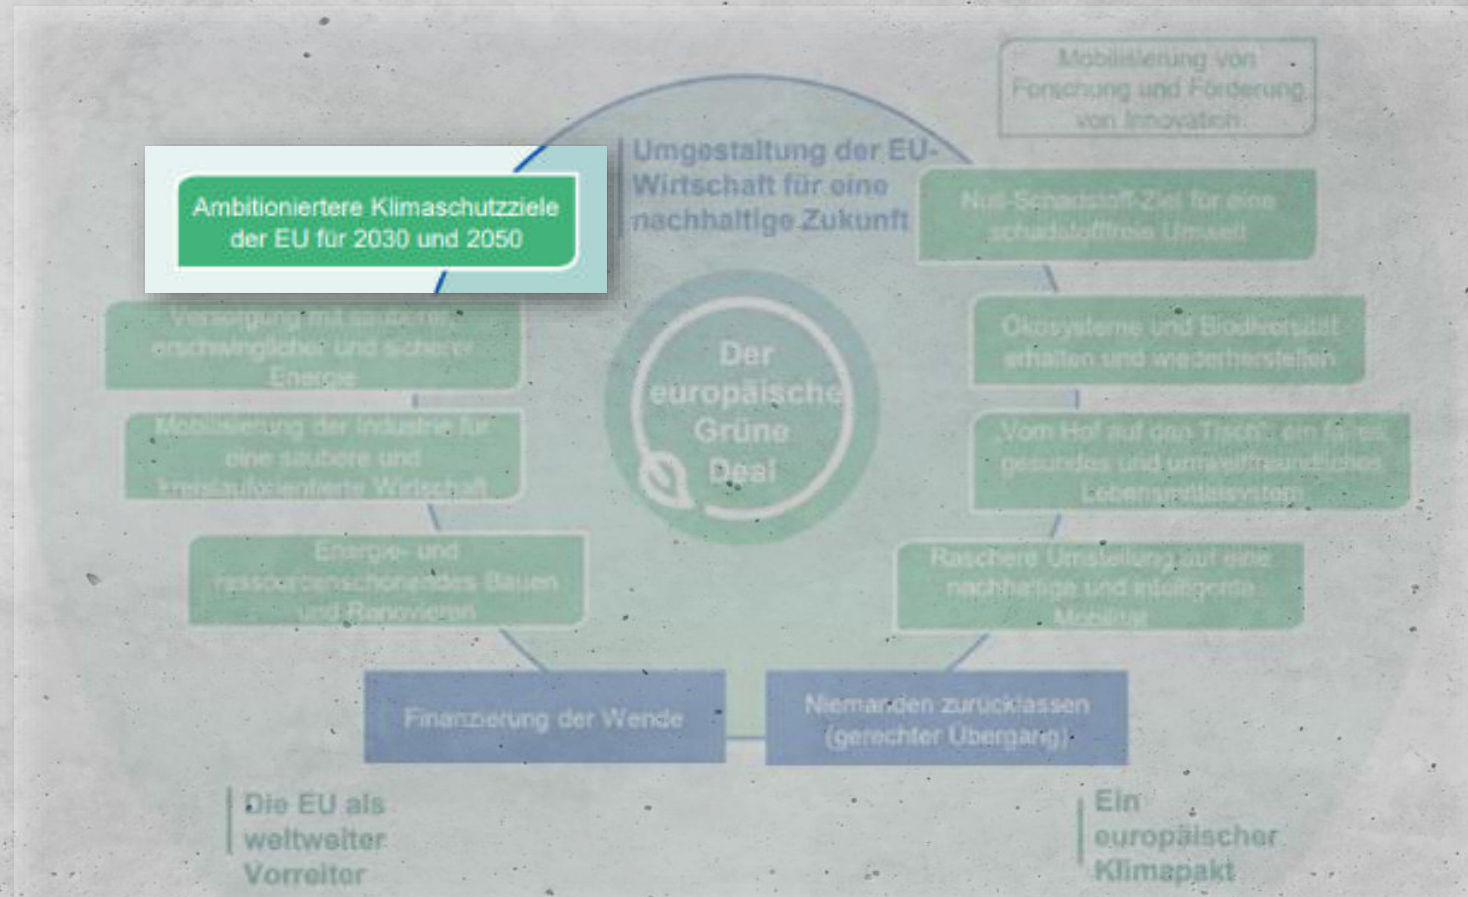 Mobilisierung von
Forschung und Förderung
von Innovation
Umgestaltung der EU-
Wirtschaft für eine
nachhaltige Zukunft
Ambitioniertere Klimaschutzziele
der EU für 2030 und 2050
Null-Schadstoff-Ziel für eine
schadstofffreie Umwelt
Versorgung mit sauberer,
erschwinglicher und sicherer
Energie
Ökosysteme und Biodiversität
erhalten und wiederherstellen
Der
europäische
Grüne
Deal
Mobilisierung der Industrie für
eine saubere und
kreislauforientierte Wirtschaft
„Vom Hof auf den Tisch“: ein faires,
gesundes und umweltfreundliches
Lebensmittelsystem
Energie- und
ressourcenschonendes Bauen
und Renovieren
Raschere Umstellung auf eine
nachhaltige und intelligente
Mobilität
Finanzierung der Wende
Niemanden zurücklassen
(gerechter Übergang)
Die EU als
weltweiter
Vorreiter
Ein
europäischer
Klimapakt